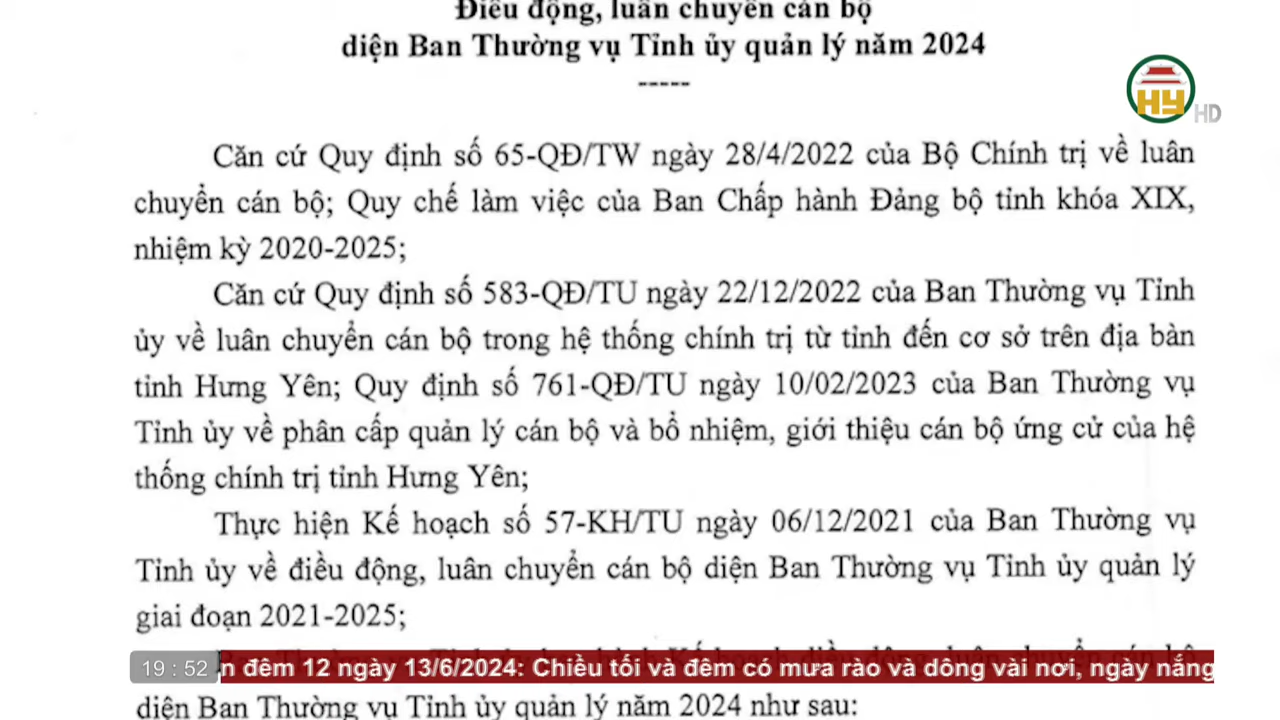 Điều động, luân chuyển cán bộ
diện Ban Thường vụ Tỉnh ủy quản lý năm 2024
-----
HY HD
Căn cứ Quy định số 65-QĐ/TW ngày 28/4/2022 của Bộ Chính trị về luân
chuyển cán bộ; Quy chế làm việc của Ban Chấp hành Đảng bộ tỉnh khóa XIX,
nhiệm kỳ 2020-2025;
Căn cứ Quy định số 583-QĐ/TU ngày 22/12/2022 của Ban Thường vụ Tỉnh
ủy về luân chuyển cán bộ trong hệ thống chính trị từ tỉnh đến cơ sở trên địa bàn
tỉnh Hưng Yên; Quy định số 761-QĐ/TU ngày 10/02/2023 của Ban Thường vụ
Tỉnh ủy về phân cấp quản lý cán bộ và bổ nhiệm, giới thiệu cán bộ ứng cử của hệ
thống chính trị tỉnh Hưng Yên;
Thực hiện Kế hoạch số 57-KH/TU ngày 06/12/2021 của Ban Thường vụ
Tỉnh ủy về điều động, luân chuyển cán bộ diện Ban Thường vụ Tỉnh ủy quản lý
giai đoạn 2021-2025;
19 : 52 n đêm 12 ngày 13/6/2024: Chiều tối và đêm có mưa rào và dông vài nơi, ngày nắng
diện Ban Thường vụ Tỉnh ủy quản lý năm 2024 như sau: